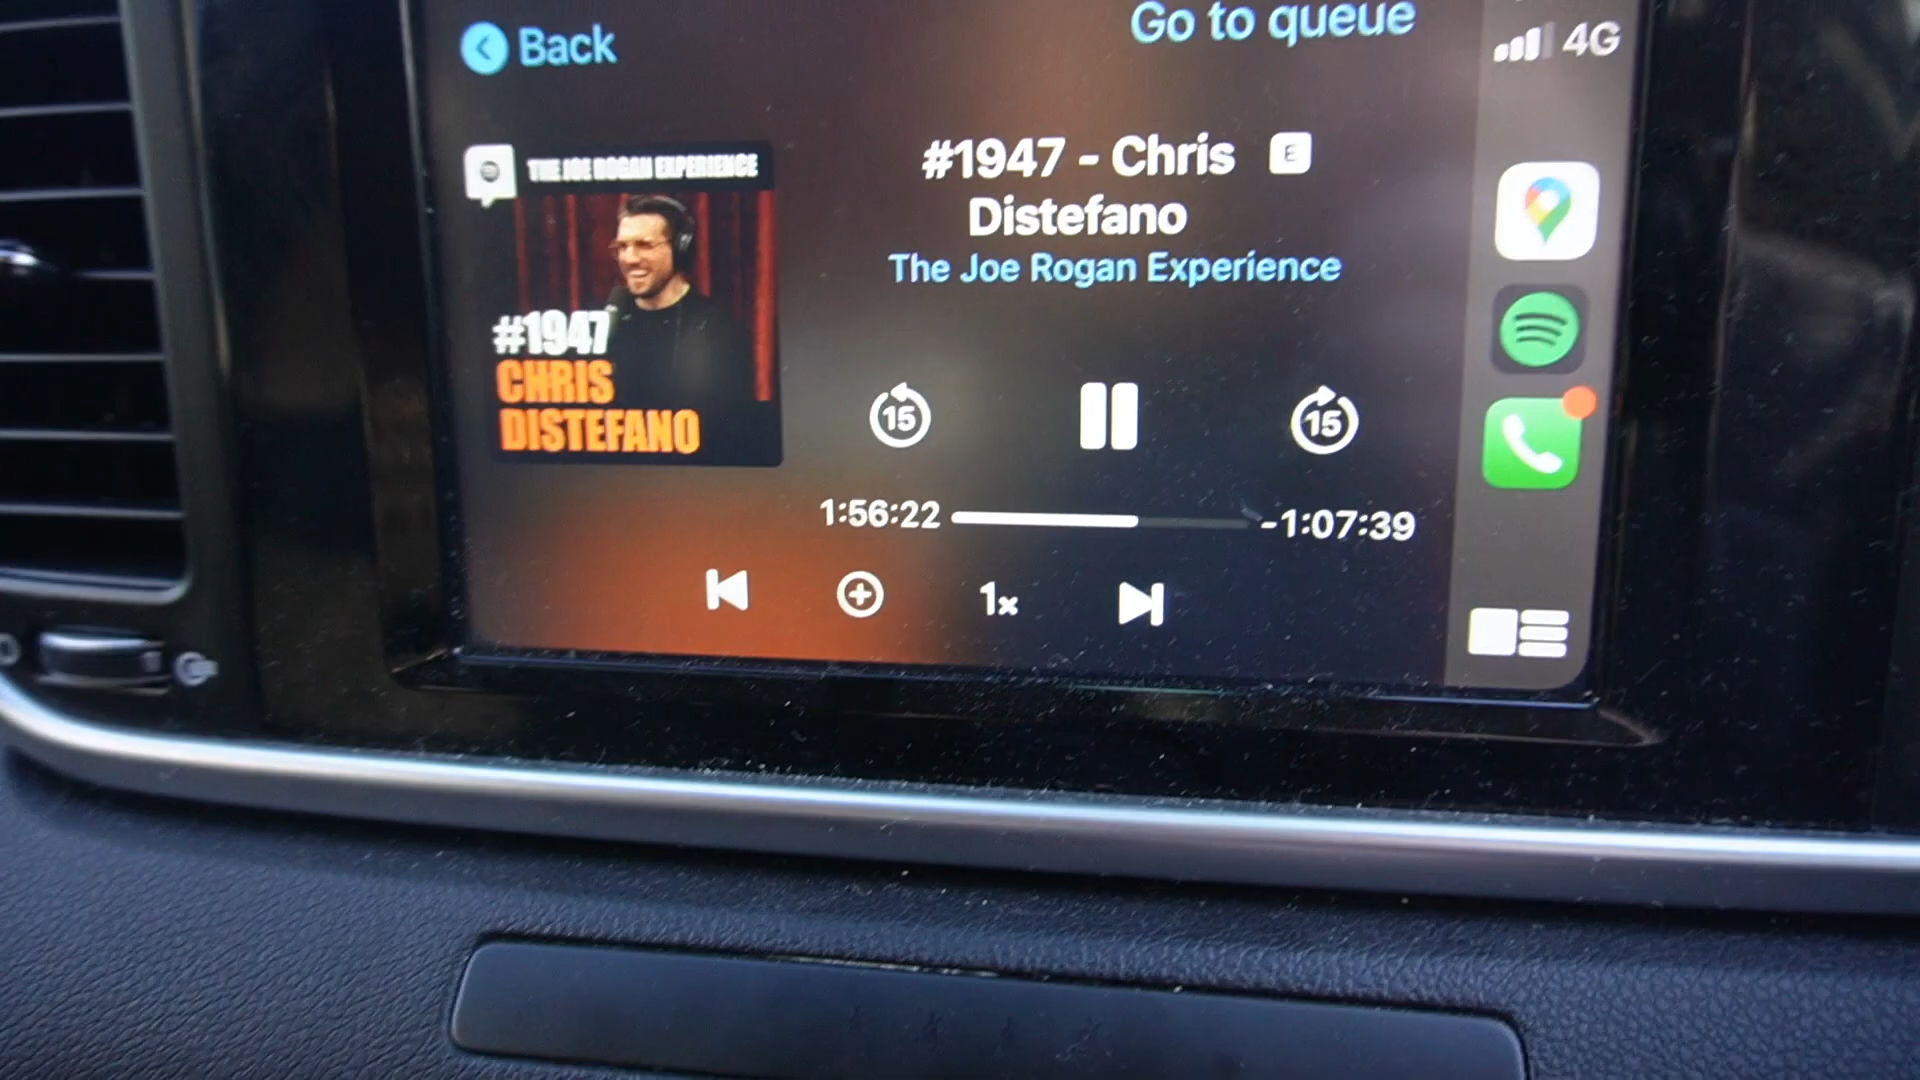 Back
Go to queue
4G
THE JOE ROGAN EXPERIENCE
#1947
CHRIS
DISTEFANO
#1947 - Chris E
Distefano
The Joe Rogan Experience
15
15
1:56:22
-1:07:39
1x